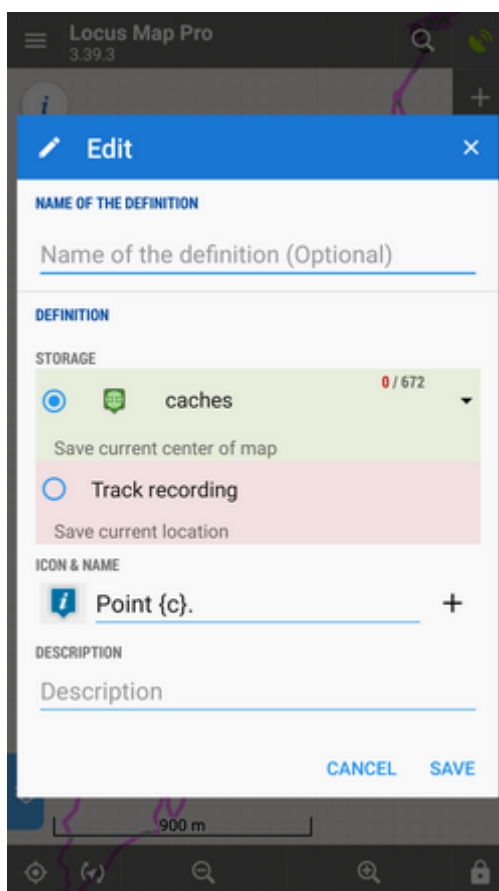 Locus Map Pro
3.39.3
i
Edit
NAME OF THE DEFINITION
Name of the definition (Optional)
DEFINITION
STORAGE
0 / 672
caches
Save current center of map
Track recording
Save current location
ICON & NAME
i Point {c}.
DESCRIPTION
Description
CANCEL SAVE
900 m